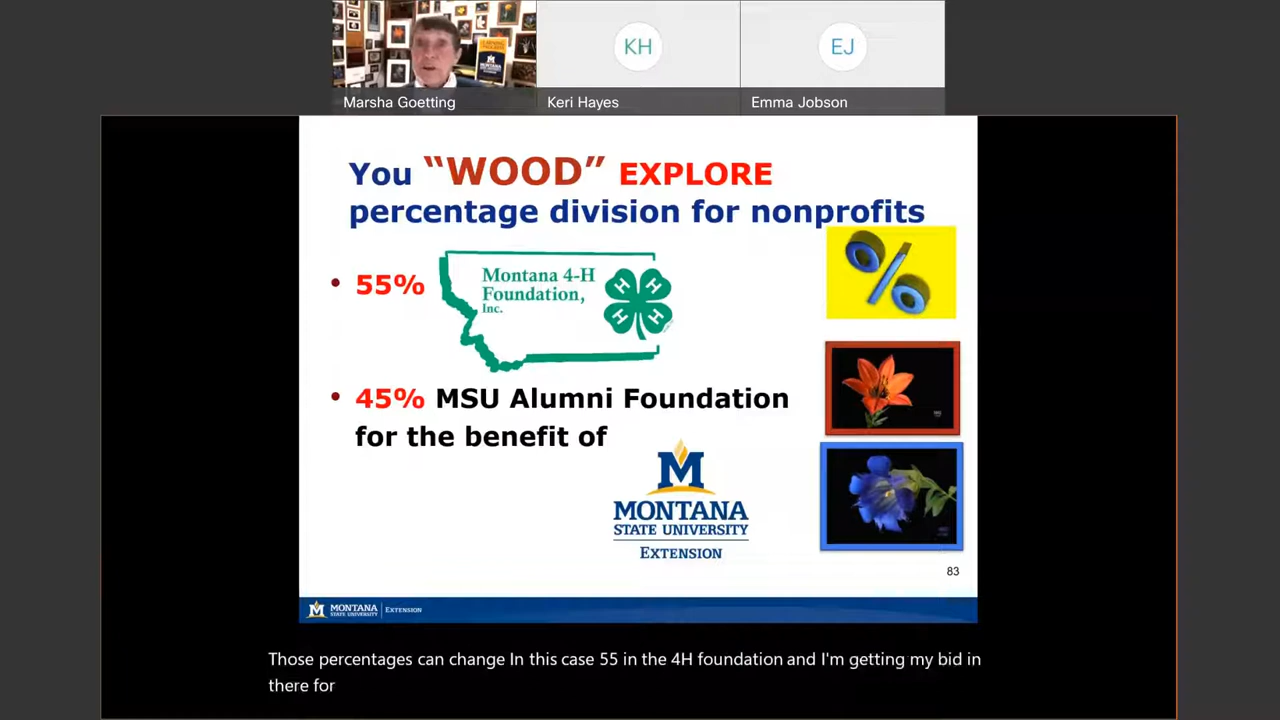 KH
EJ
Marsha Goetting
Keri Hayes
Emma Jobson
You “WOOD” EXPLORE
percentage division for nonprofits
• 55%
Montana 4-H
Foundation,
Inc.
H H
H H
• 45% MSU Alumni Foundation
for the benefit of
M
MONTANA
STATE UNIVERSITY
EXTENSION
83
M MONTANA
STATE UNIVERSITY
EXTENSION
Those percentages can change In this case 55 in the 4H foundation and I'm getting my bid in
there for